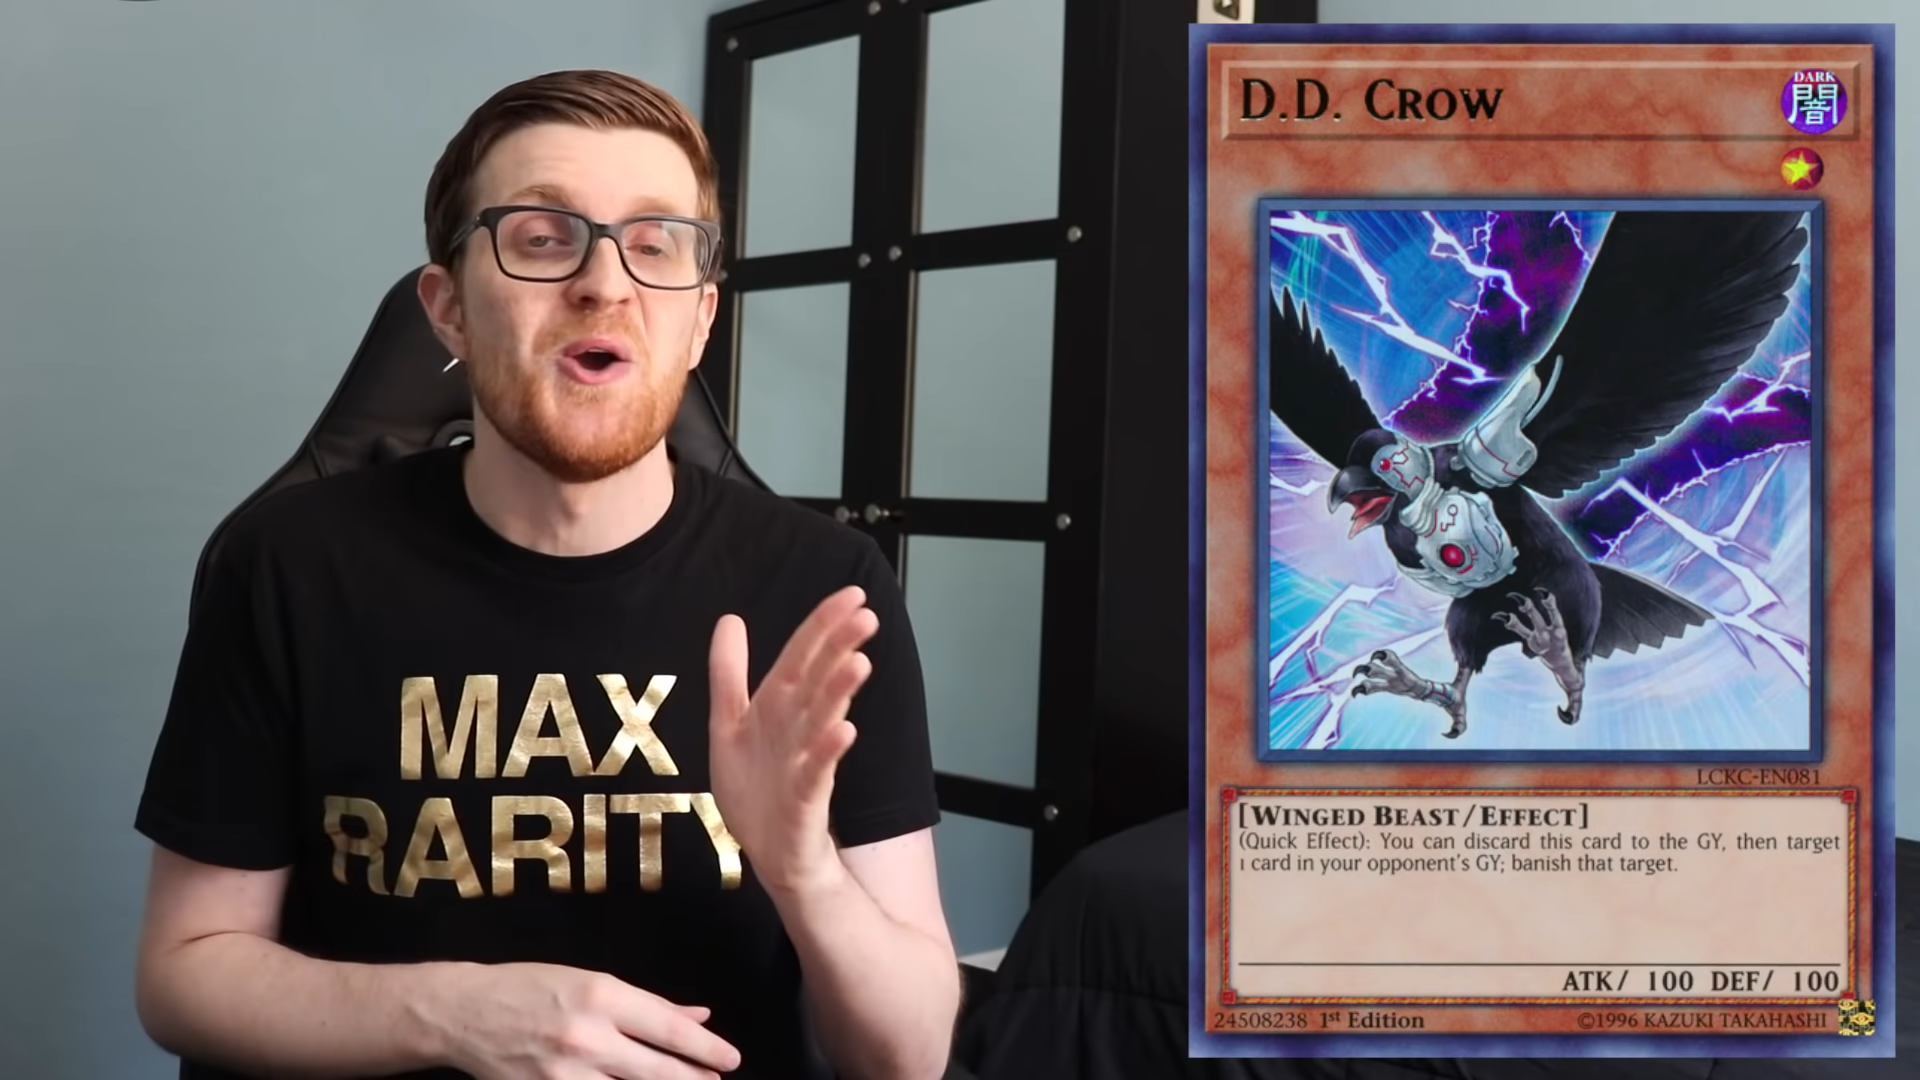 MAX
RARITY
D.D. CROW
DARK
闇
LCKC-EN081
[WINGED BEAST/EFFECT]
(Quick Effect): You can discard this card to the GY, then target
1 card in your opponent's GY; banish that target.
ATK/ 100 DEF/ 100
24508238 1st Edition
©1996 KAZUKI TAKAHASHI